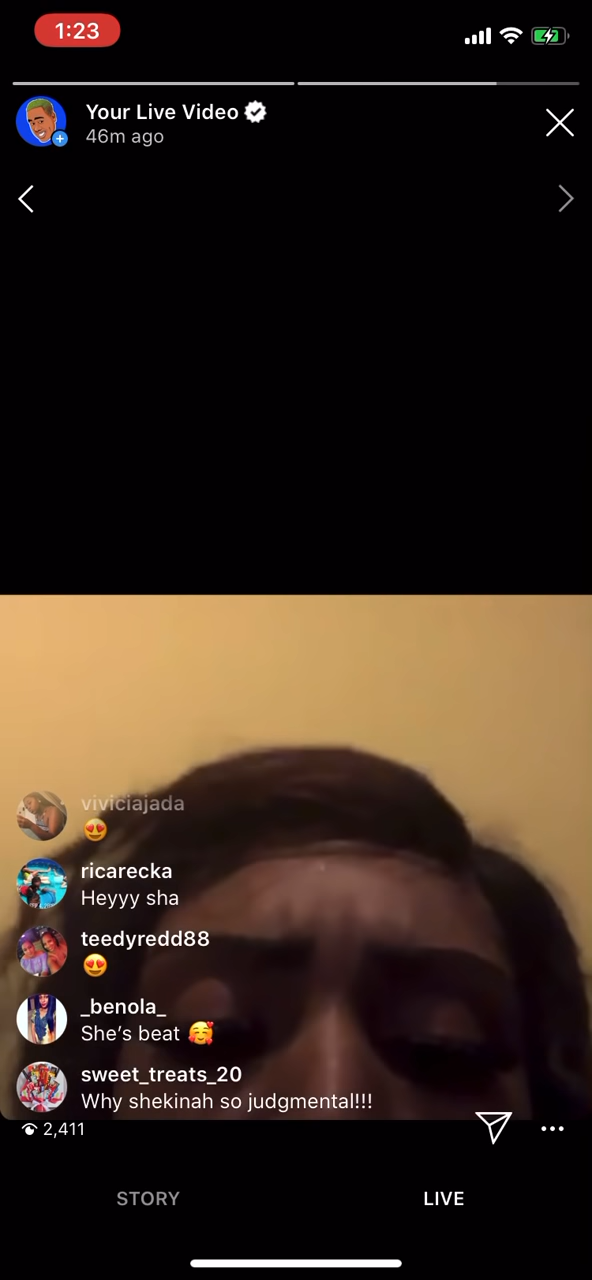 1:23
Your Live Video
46m ago
viviciajada
😍
ricarecka
Heyyy sha
teedyredd88
😍
_benola_
She’s beat 🥰
sweet_treats_20
Why shekinah so judgmental!!!
2,411
STORY
LIVE